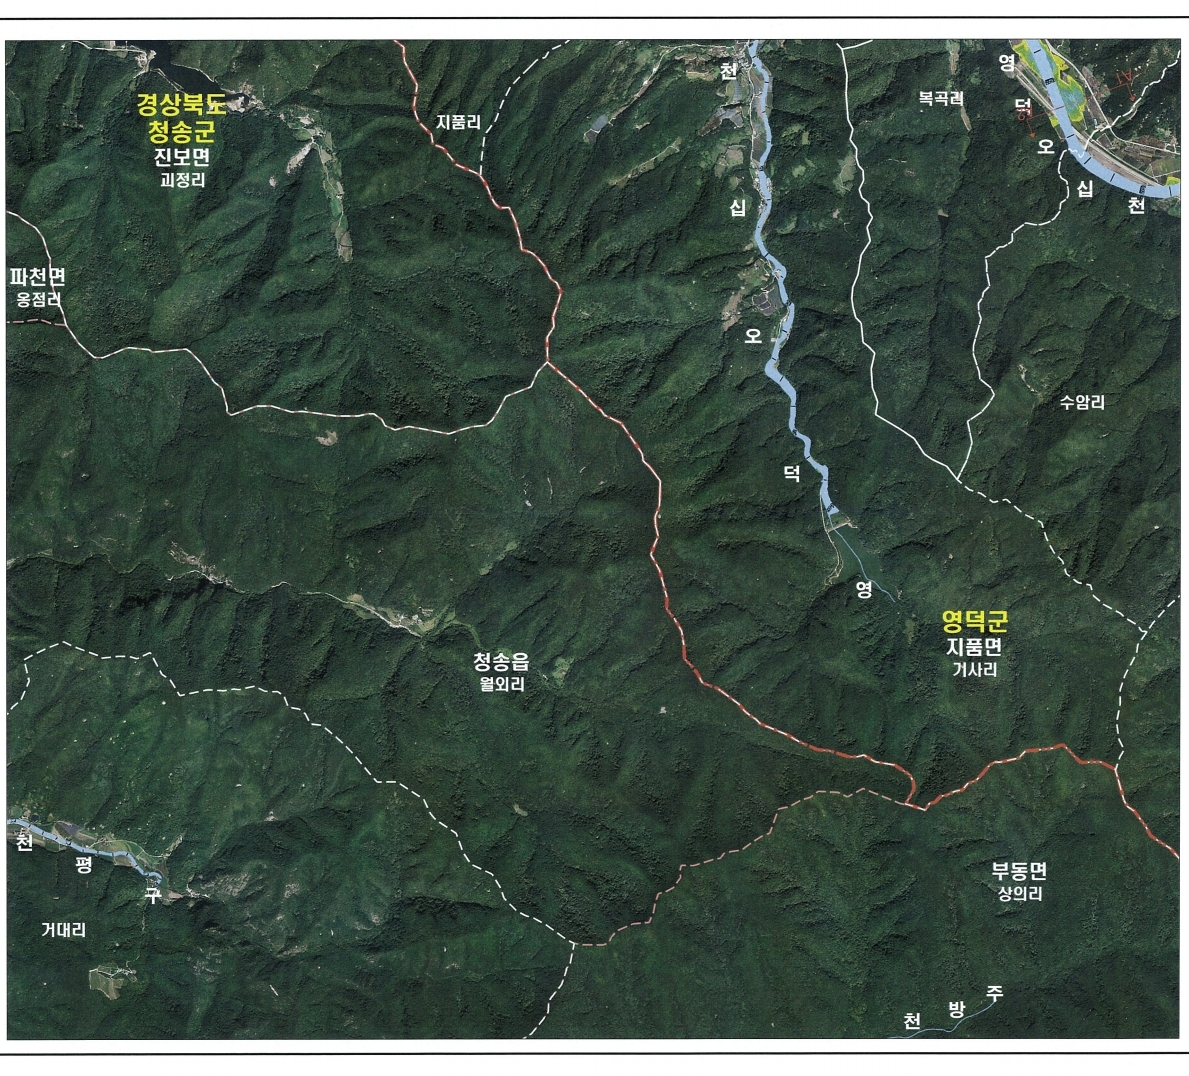 경상북도
청송군
진보면
괴정리
지품리
천
십
오
덕
영
복곡리
영
덕
오
십
천
파천면
옹점리
수암리
영덕군
지품면
거사리
청송읍
월외리
천
평
구
거대리
부동면
상의리
천
방
주